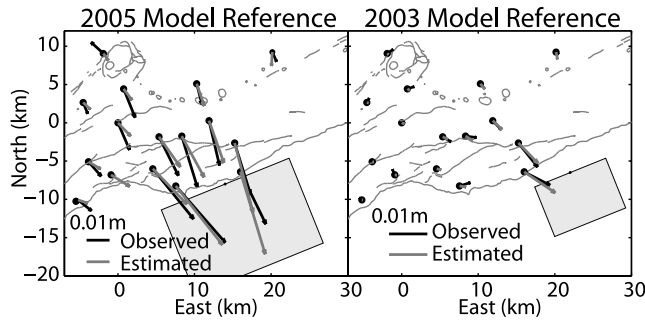 2005 Model Reference
2003 Model Reference
10
5
0
−5
−10
−15
−20
North (km)
0.01m
Observed
Estimated
0.01m
Observed
Estimated
0
10
20
30
0
10
20
30
East (km)
East (km)